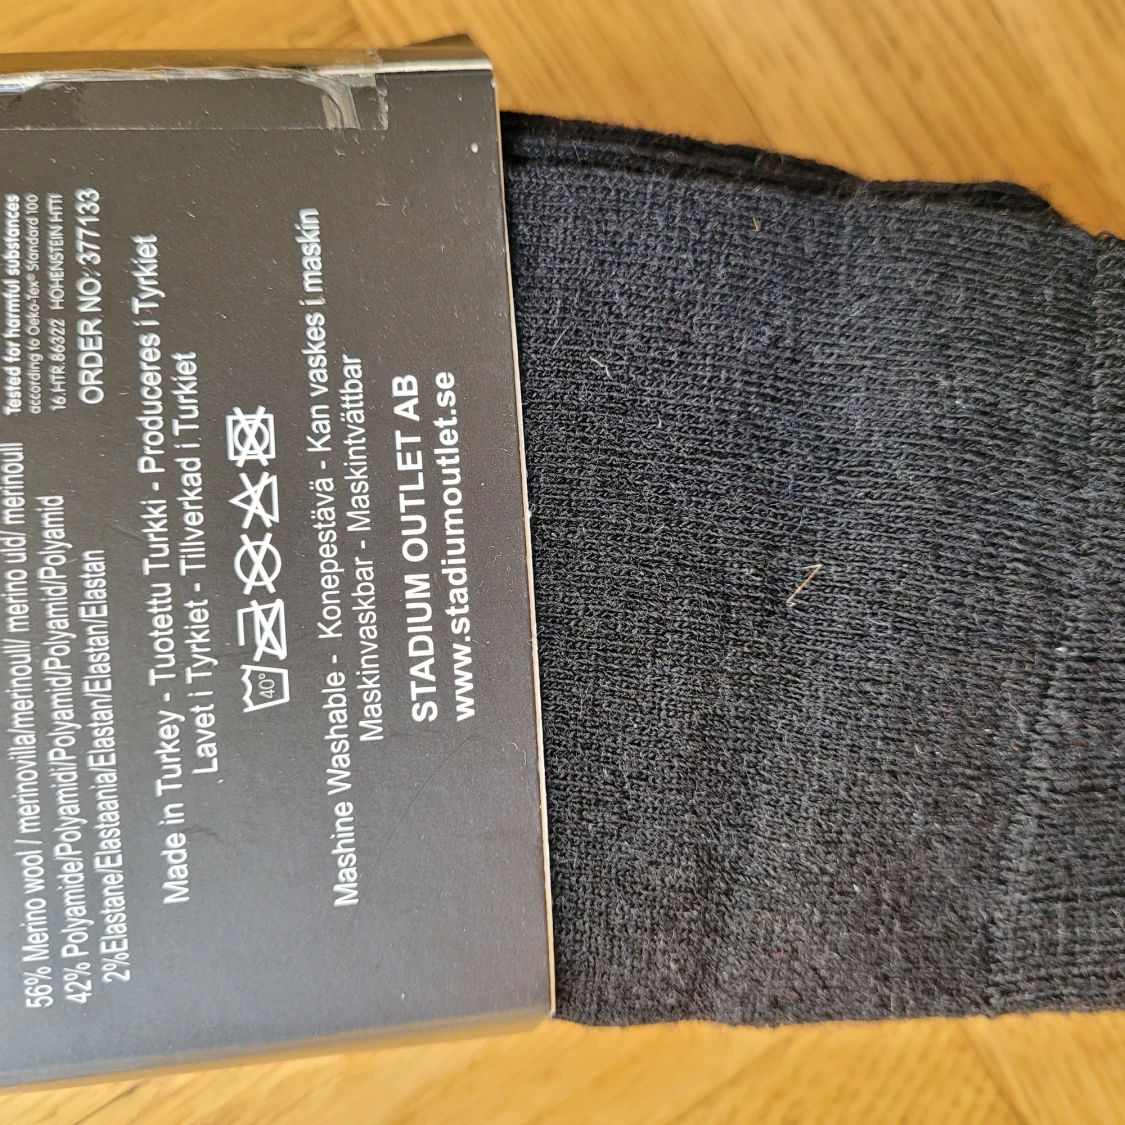 56% Merino wool / merinovilla/merinoull/ merino uld/ merinoull
42% Polyamide/Polyamidi/Polyamid/Polyamid/Polyamid
2%Elastane/Elastaania/Elastan/Elastan/Elastan
Tested for harmful substances
according to Oeko-Tex® Standard 100
16.HTR.86322 HOHENSTEIN HTTI
ORDER NO: 377133
Made in Turkey - Tuotettu Turkki - Produceres i Tyrkiet
Lavet i Tyrkiet - Tillverkad i Turkiet
40°
Mashine Washable - Konepestävä - Kan vaskes i maskin
Maskinvaskbar - Maskintvättbar
STADIUM OUTLET AB
www.stadiumoutlet.se